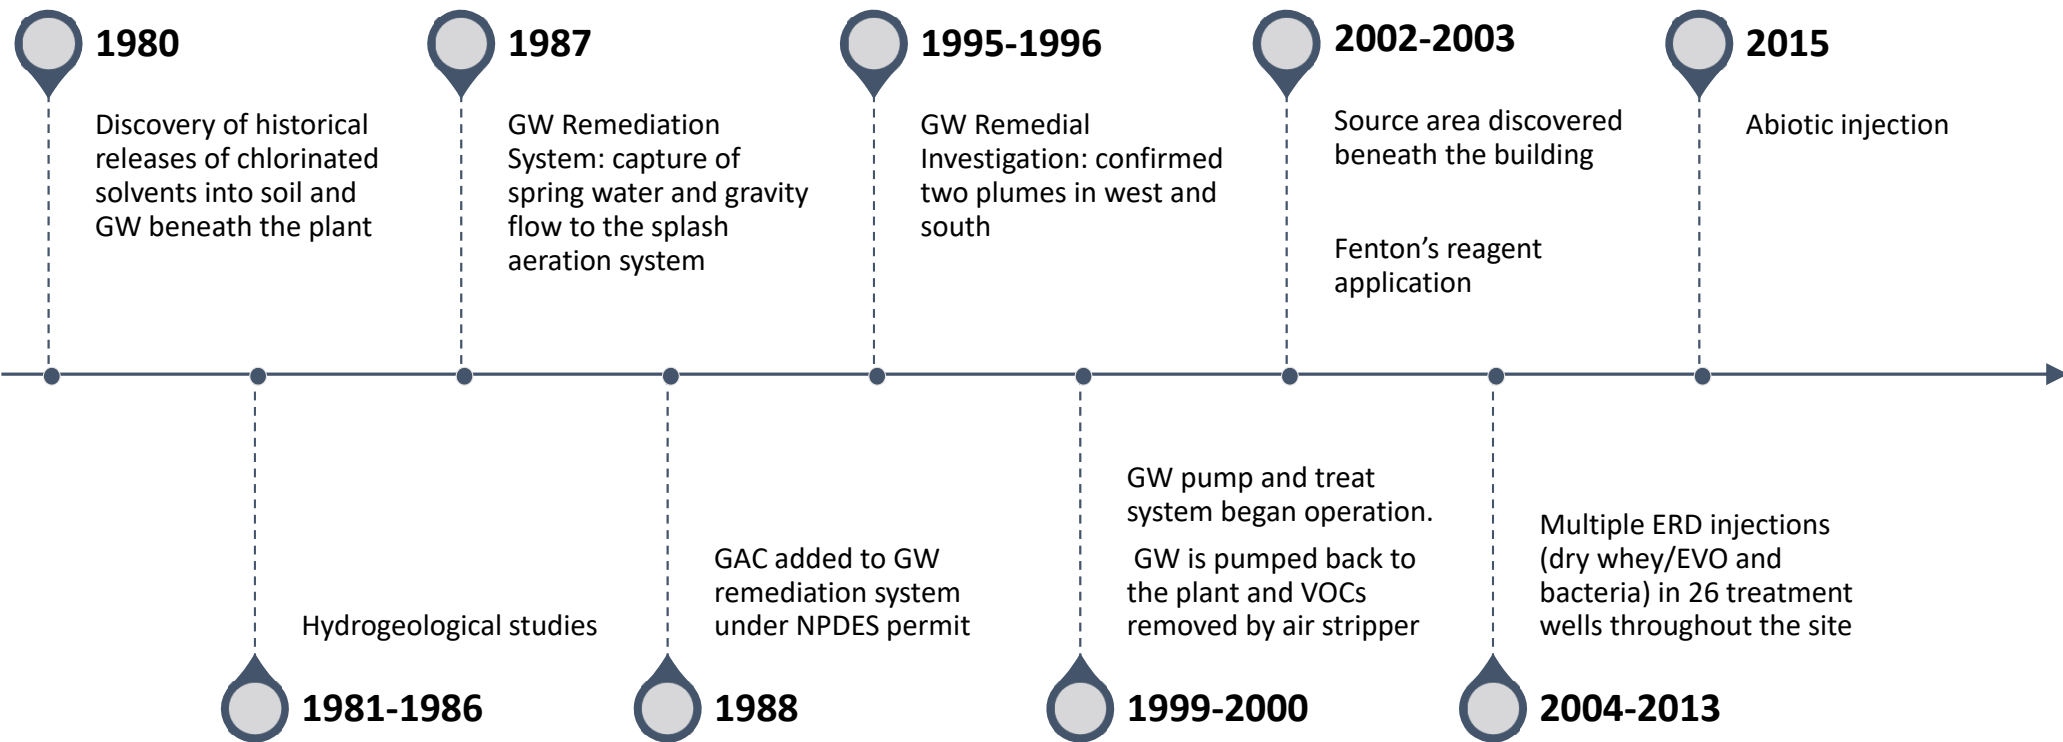 1980
Discovery of historical
releases of chlorinated
solvents into soil and
GW beneath the plant
1981-1986
Hydrogeological studies
1987
GW Remediation
System: capture of
spring water and gravity
flow to the splash
aeration system
1988
GAC added to GW
remediation system
under NPDES permit
1995-1996
GW Remedial
Investigation: confirmed
two plumes in west and
south
1999-2000
GW pump and treat
system began operation.
GW is pumped back to
the plant and VOCs
removed by air stripper
2002-2003
Source area discovered
beneath the building
Fenton’s reagent
application
2004-2013
Multiple ERD injections
(dry whey/EVO and
bacteria) in 26 treatment
wells throughout the site
2015
Abiotic injection